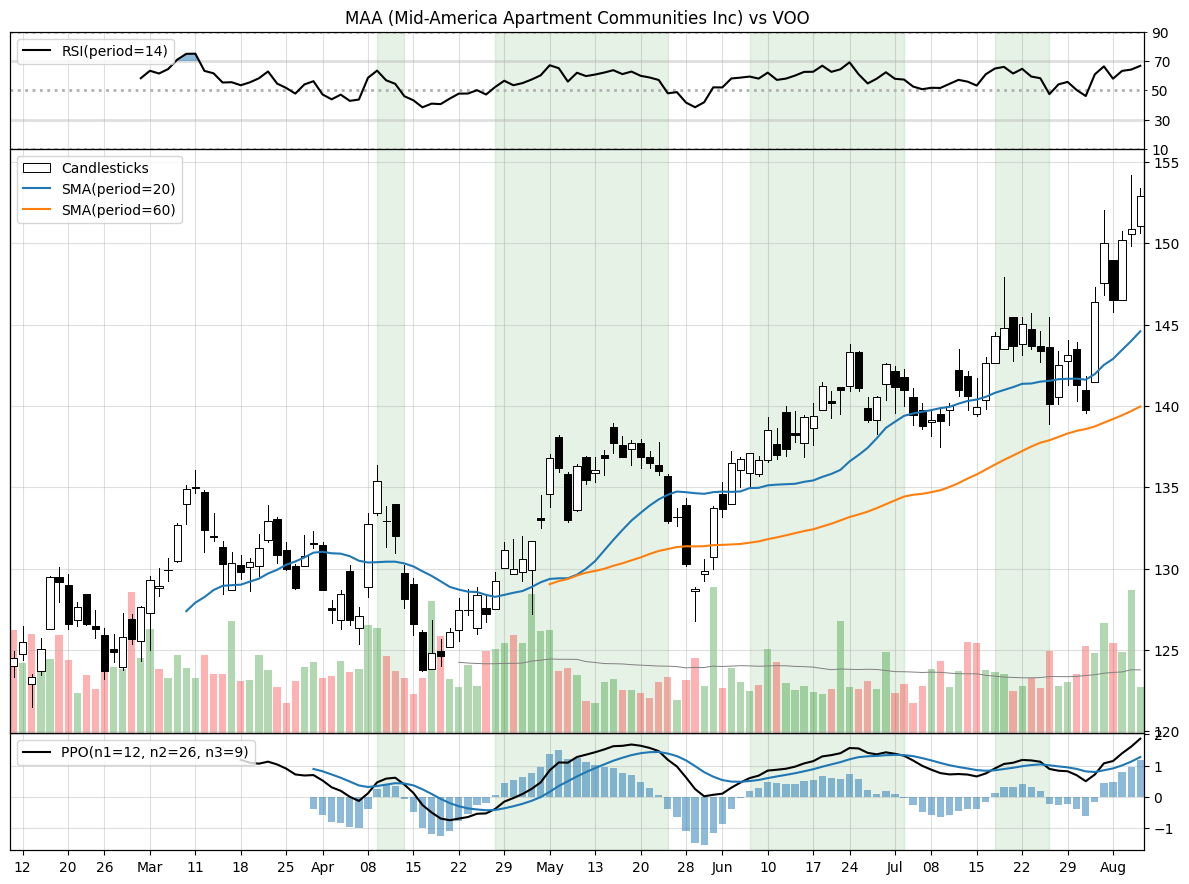 MAA (Mid-America Apartment Communities Inc) vs VOO
RSI(period=14)
90
70
50
30
10
Candlesticks
SMA(period=20)
SMA(period=60)
155
150
145
140
135
130
125
120
PPO(n1=12, n2=26, n3=9)
2
1
0
−1
12 20 26 Mar 11 18 25 Apr 08 15 22 29 May 13 20 28 Jun 10 17 24 Jul 08 15 22 29 Aug